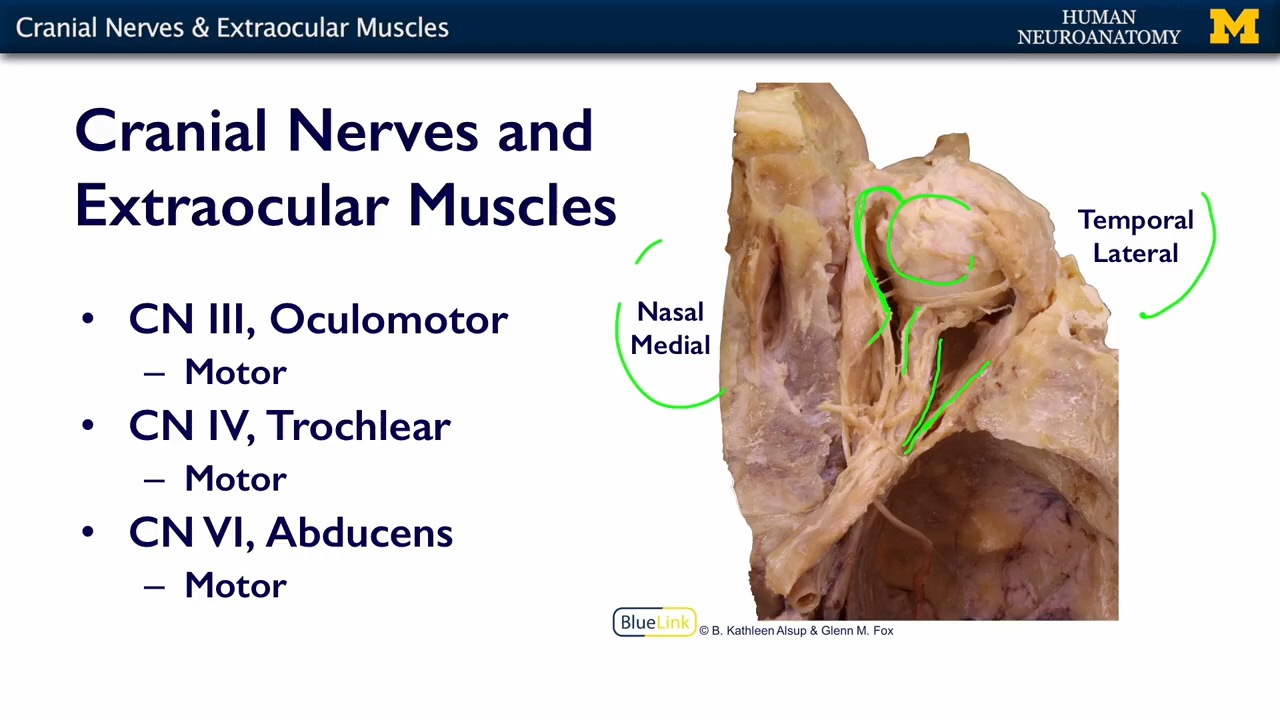 Cranial Nerves & Extraocular Muscles
HUMAN
NEUROANATOMY
M
Cranial Nerves and
Extraocular Muscles
• CN III, Oculomotor
– Motor
• CN IV, Trochlear
– Motor
• CN VI, Abducens
– Motor
Nasal
Medial
Temporal
Lateral
BlueLink
© B. Kathleen Alsup & Glenn M. Fox